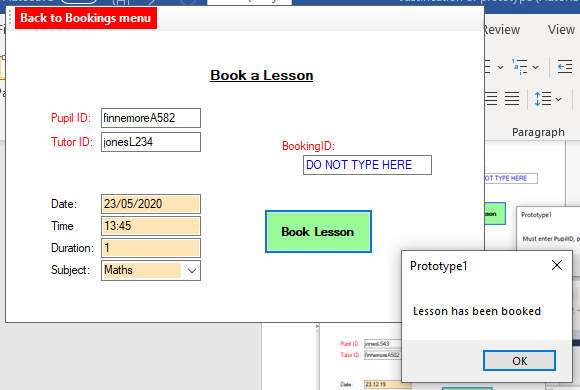 Back to Bookings menu
Review
Book a Lesson
Pupil ID: finnemoreA582
Tutor ID: jonesL234
BookingID:
DO NOT TYPE HERE
Paragraph
OT TYPE HERE
Date: 23/05/2020
Time 13:45
Duration: 1
Subject: Maths
Book Lesson
Prototype1
Must enter PupilID, p
Prototype1
Lesson has been booked
OK
Pupil ID: jonesL543
Tutor ID: finnemoreA582
Date: 23.12.19